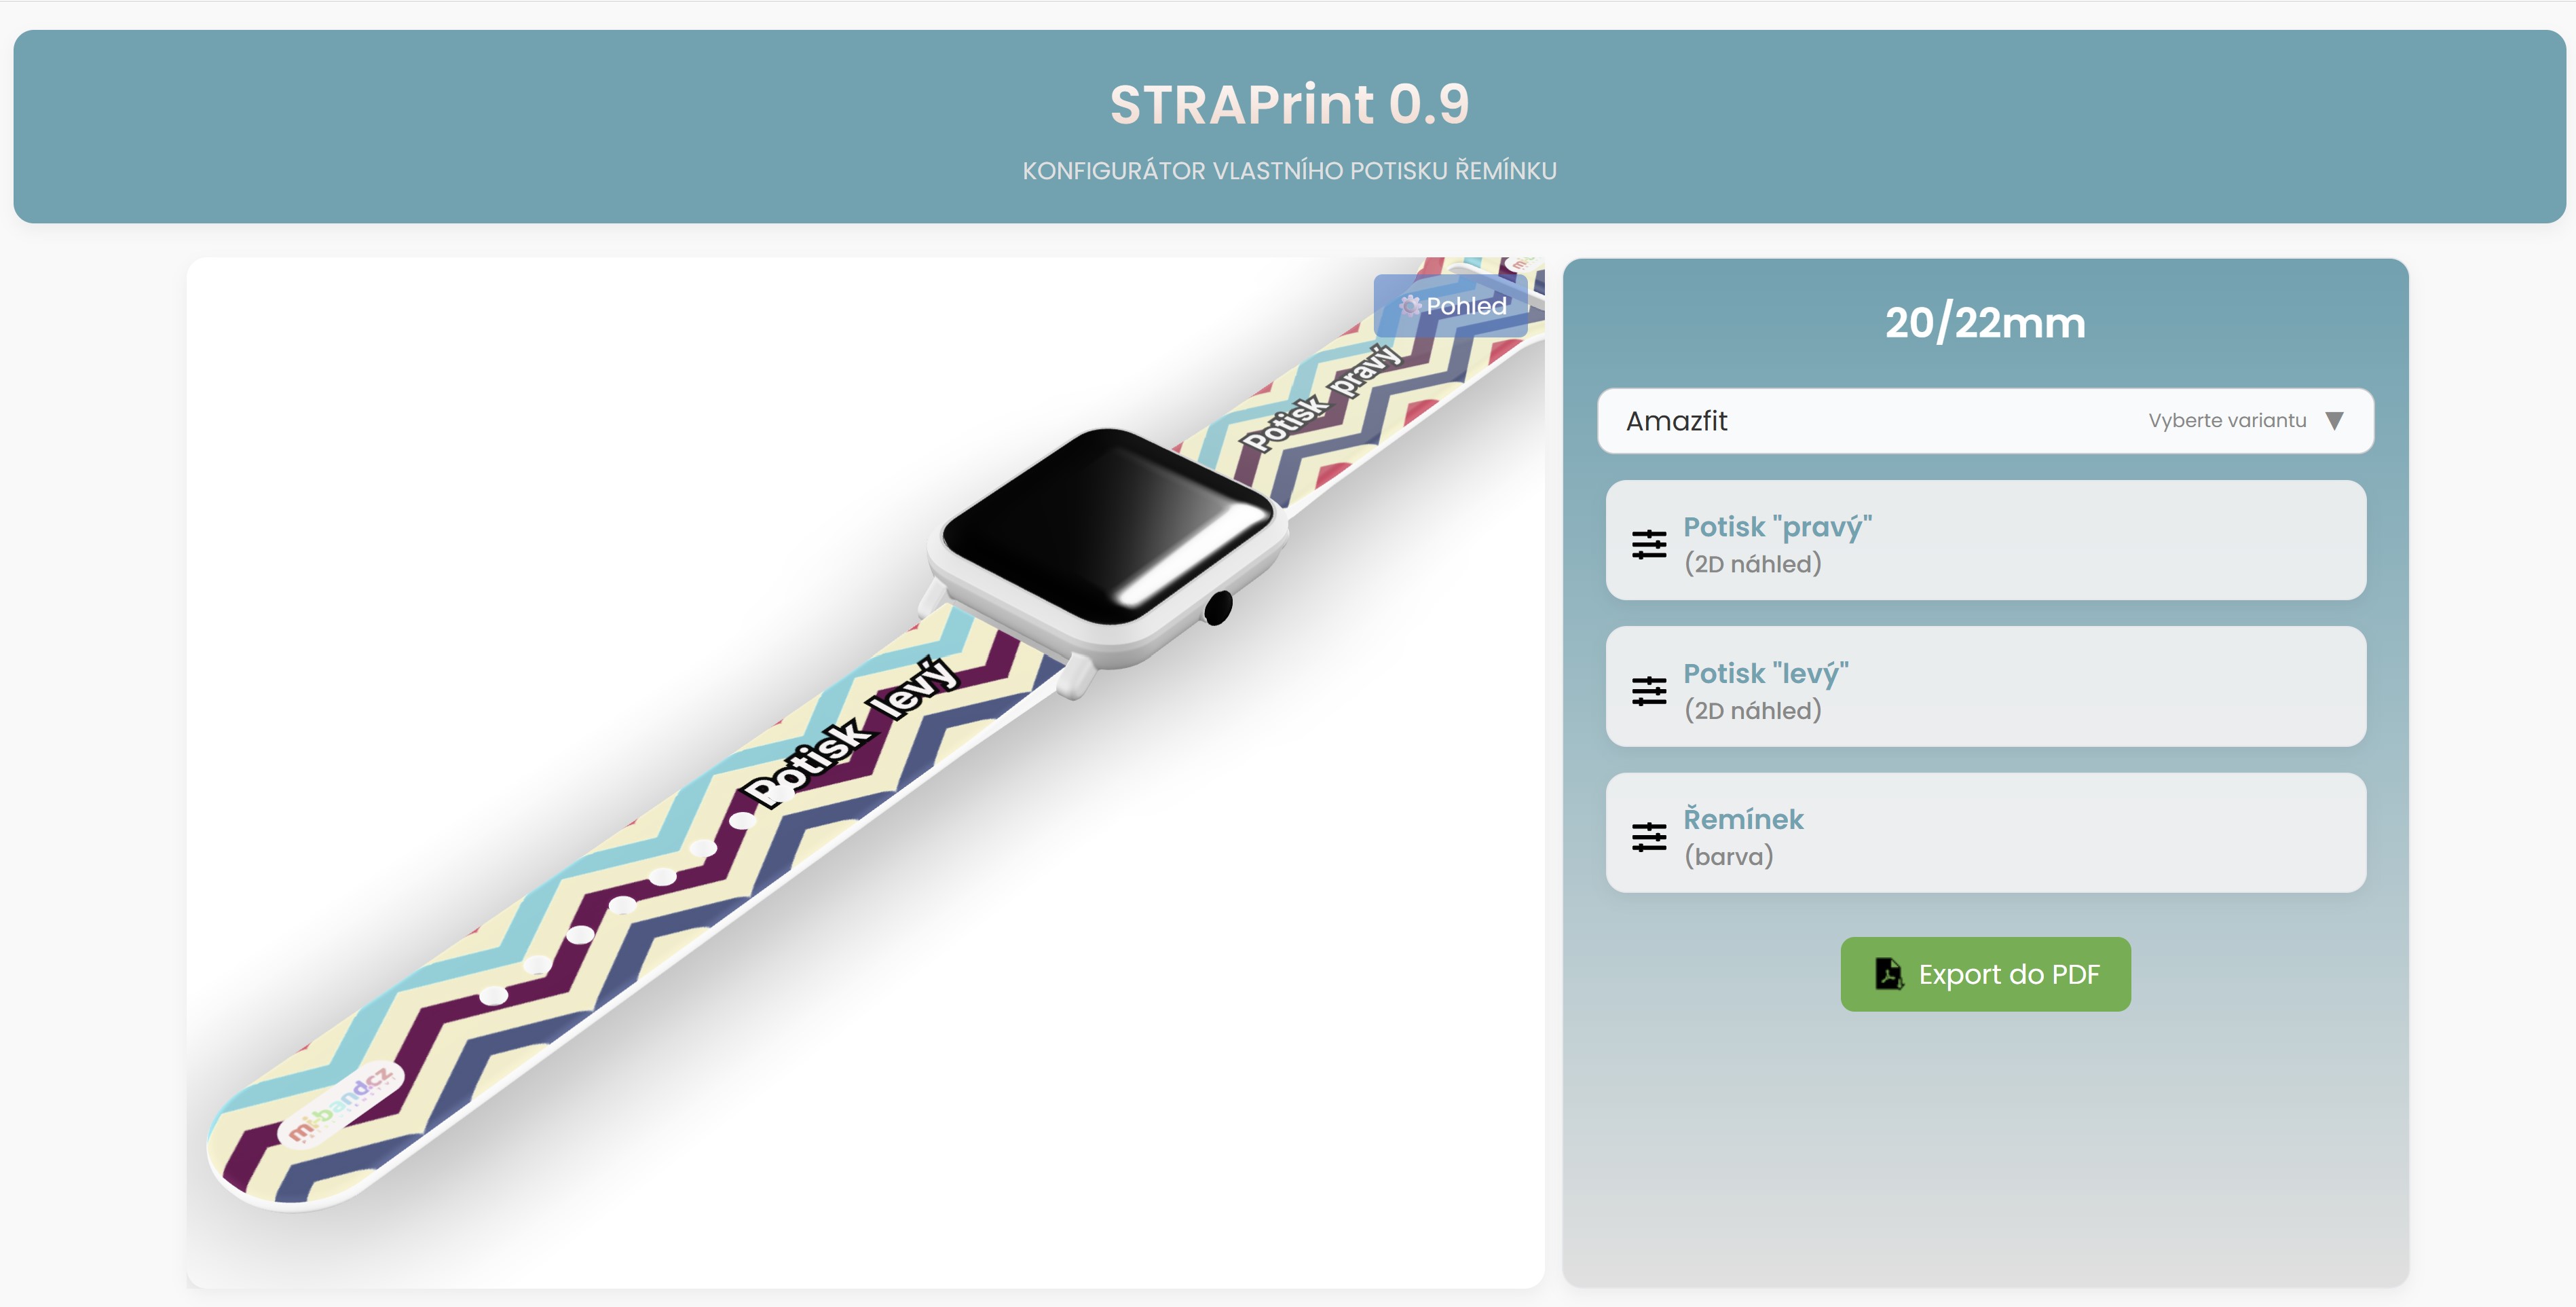 STRAPrint 0.9
KONFIGURÁTOR VLASTNÍHO POTISKU ŘEMÍNKU
Pohled
Potisk pravý
Potisk levý
mi-band.cz
20/22mm
Amazfit
Vyberte variantu ▼
Potisk "pravý"
(2D náhled)
Potisk "levý"
(2D náhled)
Řemínek
(barva)
Export do PDF